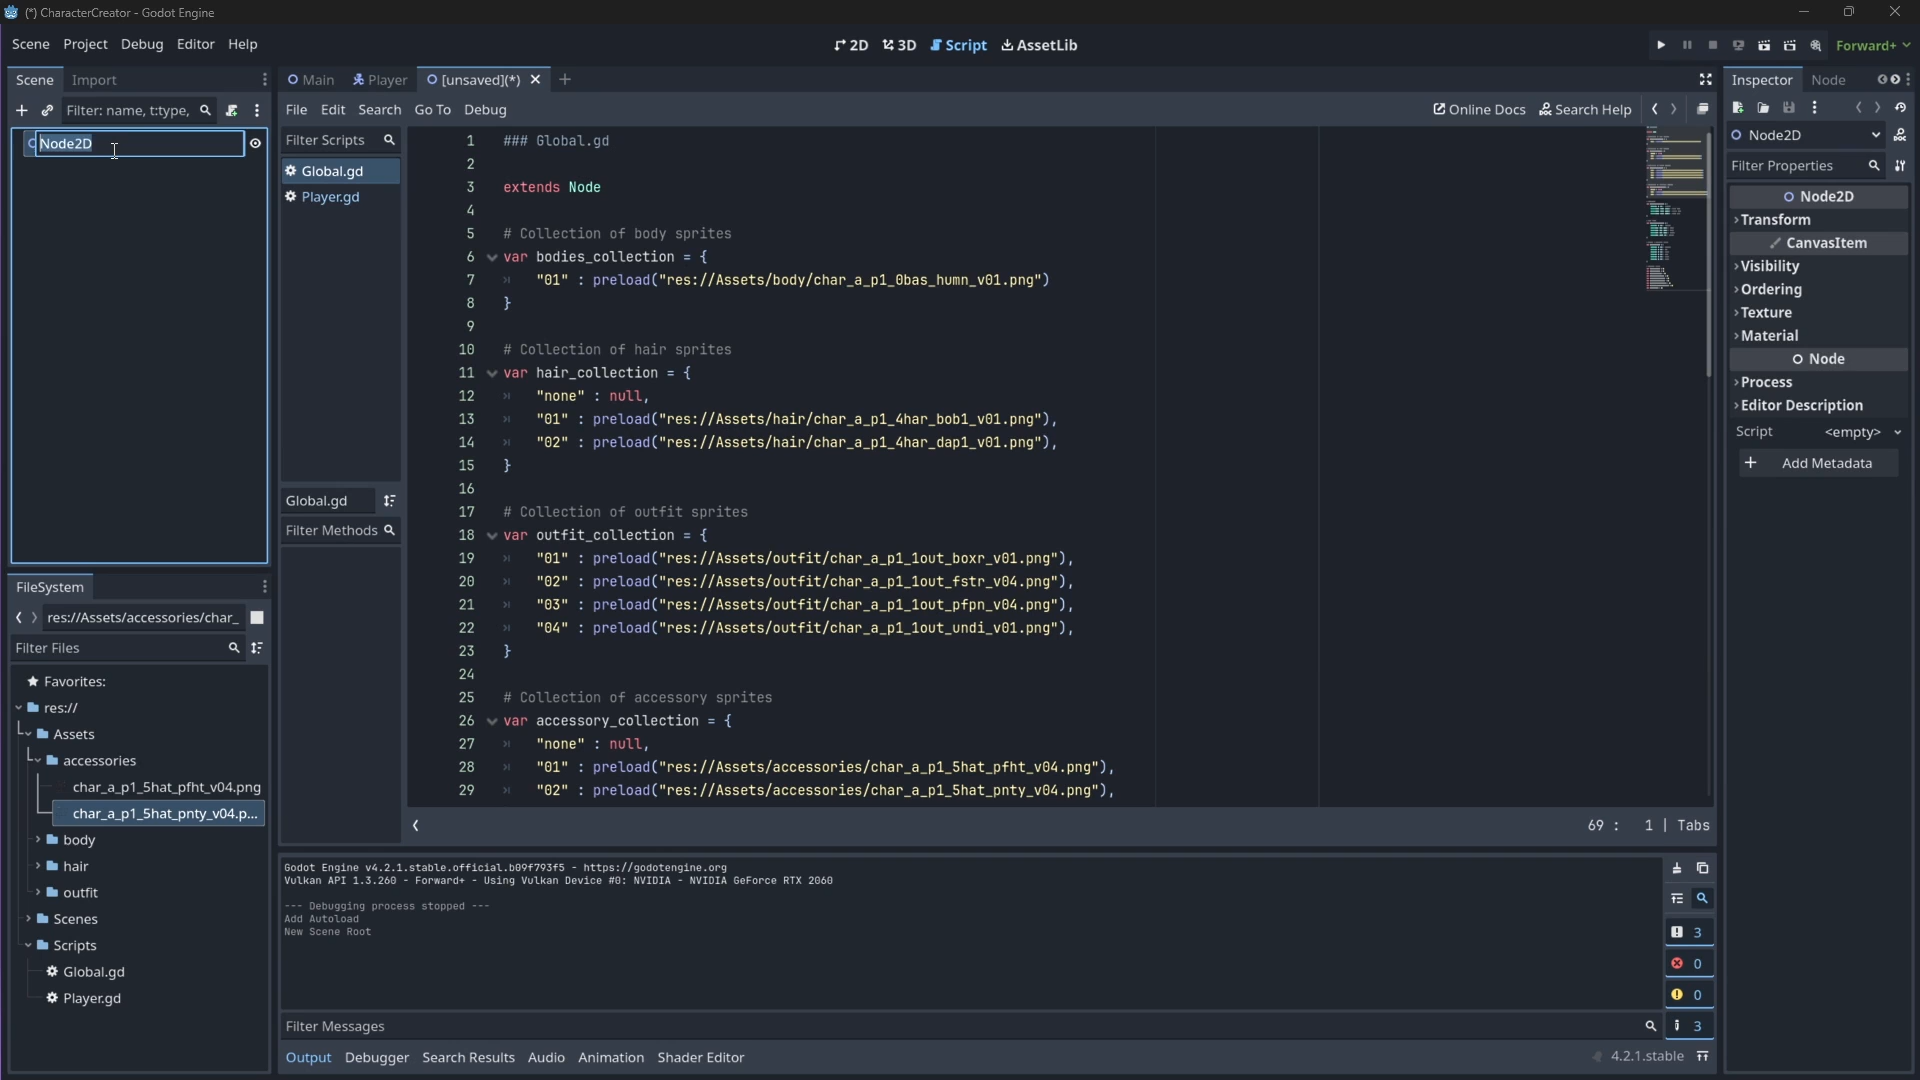 (*) CharacterCreator - Godot Engine
Scene Project Debug Editor Help
2D 3D Script AssetLib
Forward+
Scene Import
Filter: name, t:type,
Node2D
Main Player [unsaved](*)
File Edit Search Go To Debug
Online Docs Search Help
Filter Scripts
Global.gd
Player.gd
Global.gd
Filter Methods
1 ### Global.gd
2
3 extends Node
4
5 # Collection of body sprites
6 var bodies_collection = {
7 "01" : preload("res://Assets/body/char_a_p1_0bas_humn_v01.png")
8 }
9
10 # Collection of hair sprites
11 var hair_collection = {
12 "none" : null,
13 "01" : preload("res://Assets/hair/char_a_p1_4har_bob1_v01.png"),
14 "02" : preload("res://Assets/hair/char_a_p1_4har_dap1_v01.png"),
15 }
16
17 # Collection of outfit sprites
18 var outfit_collection = {
19 "01" : preload("res://Assets/outfit/char_a_p1_1out_boxr_v01.png"),
20 "02" : preload("res://Assets/outfit/char_a_p1_1out_fstr_v04.png"),
21 "03" : preload("res://Assets/outfit/char_a_p1_1out_pfpn_v04.png"),
22 "04" : preload("res://Assets/outfit/char_a_p1_1out_undi_v01.png"),
23 }
24
25 # Collection of accessory sprites
26 var accessory_collection = {
27 "none" : null,
28 "01" : preload("res://Assets/accessories/char_a_p1_5hat_pfht_v04.png"),
29 "02" : preload("res://Assets/accessories/char_a_p1_5hat_pnty_v04.png"),
69 : 1 | Tabs
FileSystem
res://Assets/accessories/char_
Filter Files
Favorites:
res://
Assets
accessories
char_a_p1_5hat_pfht_v04.png
char_a_p1_5hat_pnty_v04.p...
body
hair
outfit
Scenes
Scripts
Global.gd
Player.gd
Godot Engine v4.2.1.stable.official.b09f793f5 - https://godotengine.org
Vulkan API 1.3.260 - Forward+ - Using Vulkan Device #0: NVIDIA - NVIDIA GeForce RTX 2060
--- Debugging process stopped ---
Add Autoload
New Scene Root
3
0
0
3
Filter Messages
Output Debugger Search Results Audio Animation Shader Editor
4.2.1.stable
Inspector Node
Node2D
Filter Properties
Node2D
Transform
CanvasItem
Visibility
Ordering
Texture
Material
Node
Process
Editor Description
Script <empty>
Add Metadata